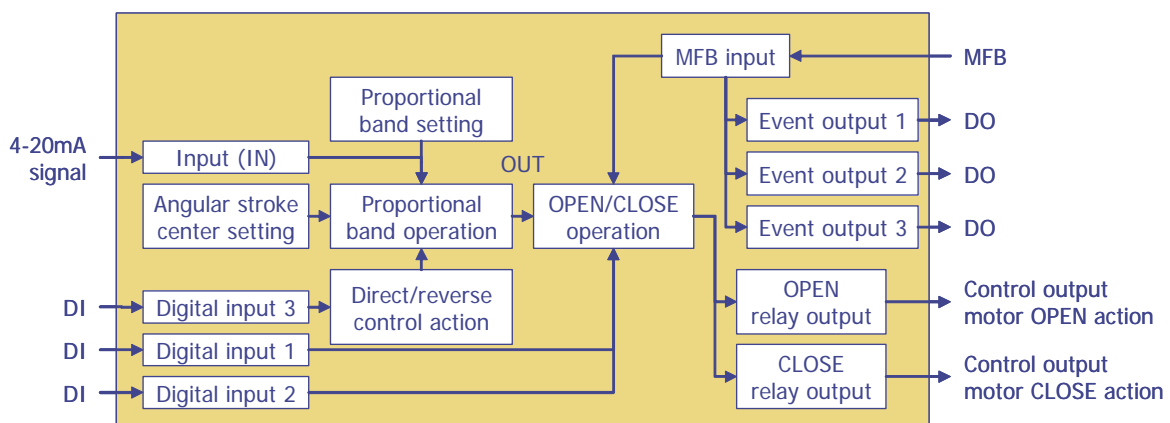 MFB input
MFB
Proportional
band setting
Event output 1
DO
4-20mA
signal
Input (IN)
OUT
Event output 2
DO
Angular stroke
center setting
Proportional
band operation
OPEN/CLOSE
operation
Event output 3
DO
DI
Digital input 3
Direct/reverse
control action
OPEN
relay output
Control output
motor OPEN action
DI
Digital input 1
DI
Digital input 2
CLOSE
relay output
Control output
motor CLOSE action